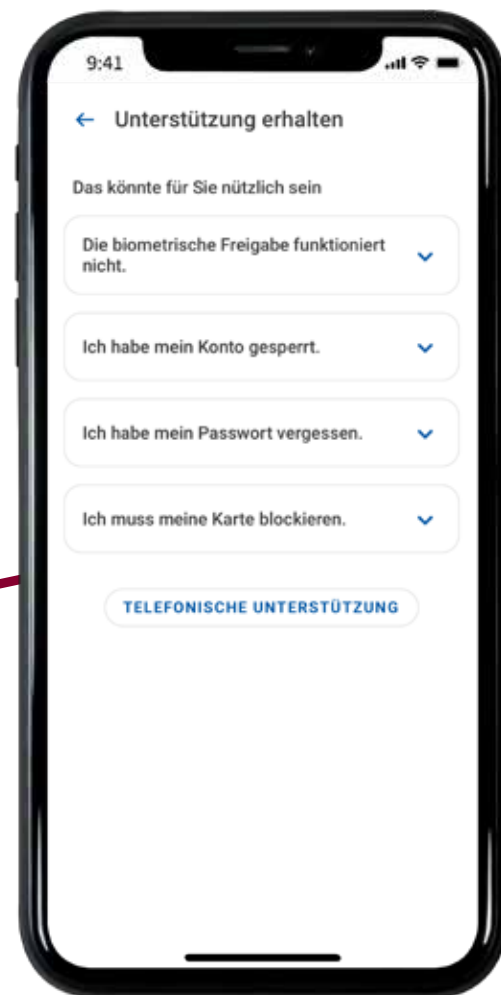 9:41
Unterstützung erhalten
Das könnte für Sie nützlich sein
Die biometrische Freigabe funktioniert
nicht.
Ich habe mein Konto gesperrt.
Ich habe mein Passwort vergessen.
Ich muss meine Karte blockieren.
TELEFONISCHE UNTERSTÜTZUNG